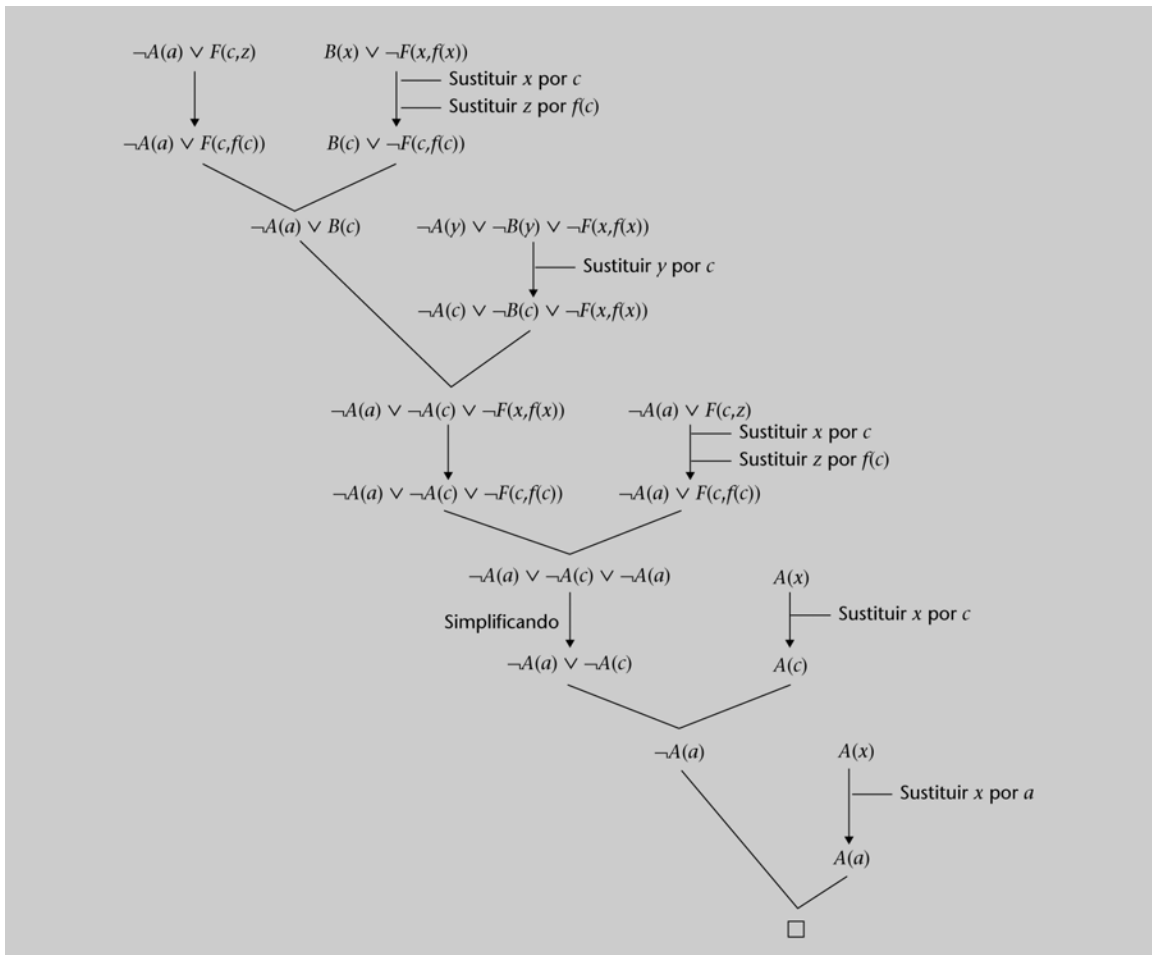 ¬A(a) ∨ F(c,z) B(x) ∨ ¬F(x,f(x))
Sustituir x por c
Sustituir z por f(c)
¬A(a) ∨ F(c,f(c)) B(c) ∨ ¬F(c,f(c))
¬A(a) ∨ B(c) ¬A(y) ∨ ¬B(y) ∨ ¬F(x,f(x))
Sustituir y por c
¬A(c) ∨ ¬B(c) ∨ ¬F(x,f(x))
¬A(a) ∨ ¬A(c) ∨ ¬F(x,f(x)) ¬A(a) ∨ F(c,z)
Sustituir x por c
Sustituir z por f(c)
¬A(a) ∨ ¬A(c) ∨ ¬F(c,f(c)) ¬A(a) ∨ F(c,f(c))
¬A(a) ∨ ¬A(c) ∨ ¬A(a) A(x)
Simplificando Sustituir x por c
¬A(a) ∨ ¬A(c) A(c)
¬A(a) A(x)
Sustituir x por a
A(a)
□